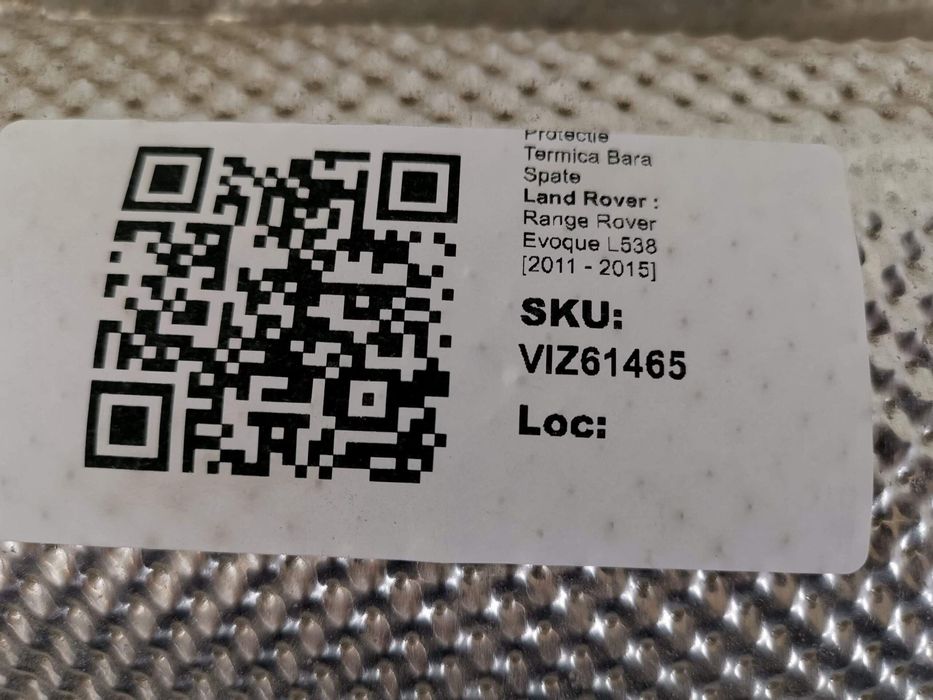 Protectie
Termica Bara
Spate
Land Rover :
Range Rover
Evoque L538
[2011 - 2015]
SKU:
VIZ61465
Loc: